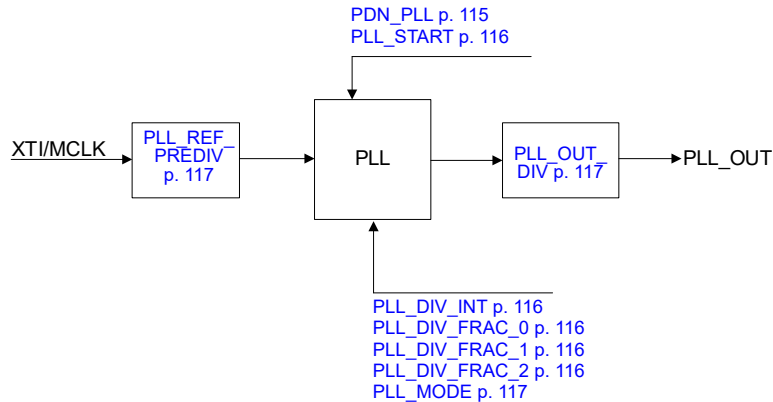 PDN_PLL p. 115
PLL_START p. 116
XTI/MCLK
PLL_REF_
PREDIV
p. 117
PLL
PLL_OUT_
DIV p. 117
PLL_OUT
PLL_DIV_INT p. 116
PLL_DIV_FRAC_0 p. 116
PLL_DIV_FRAC_1 p. 116
PLL_DIV_FRAC_2 p. 116
PLL_MODE p. 117